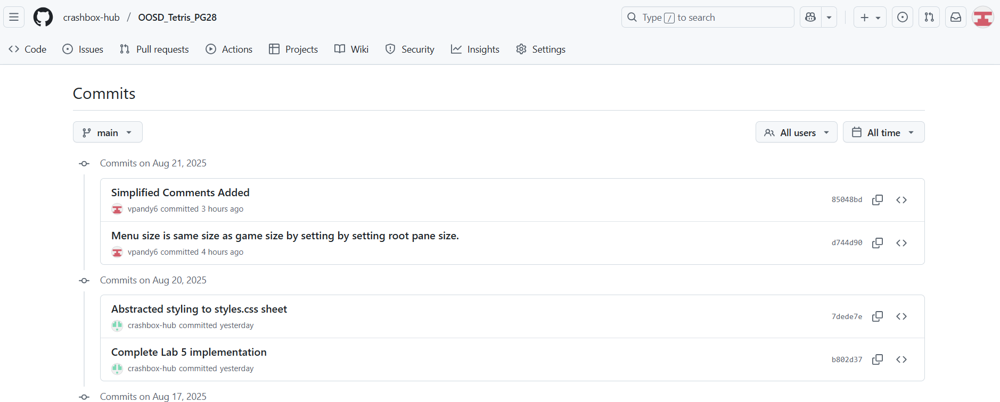 crashbox-hub / OOSD_Tetris_PG28
Type / to search
Code Issues Pull requests Actions Projects Wiki Security Insights Settings
Commits
main All users All time
Commits on Aug 21, 2025
Simplified Comments Added
vpandy6 committed 3 hours ago
85048bd
Menu size is same size as game size by setting by setting root pane size.
vpandy6 committed 4 hours ago
d744d90
Commits on Aug 20, 2025
Abstracted styling to styles.css sheet
crashbox-hub committed yesterday
7dede7e
Complete Lab 5 implementation
crashbox-hub committed yesterday
b802d37
Commits on Aug 17, 2025